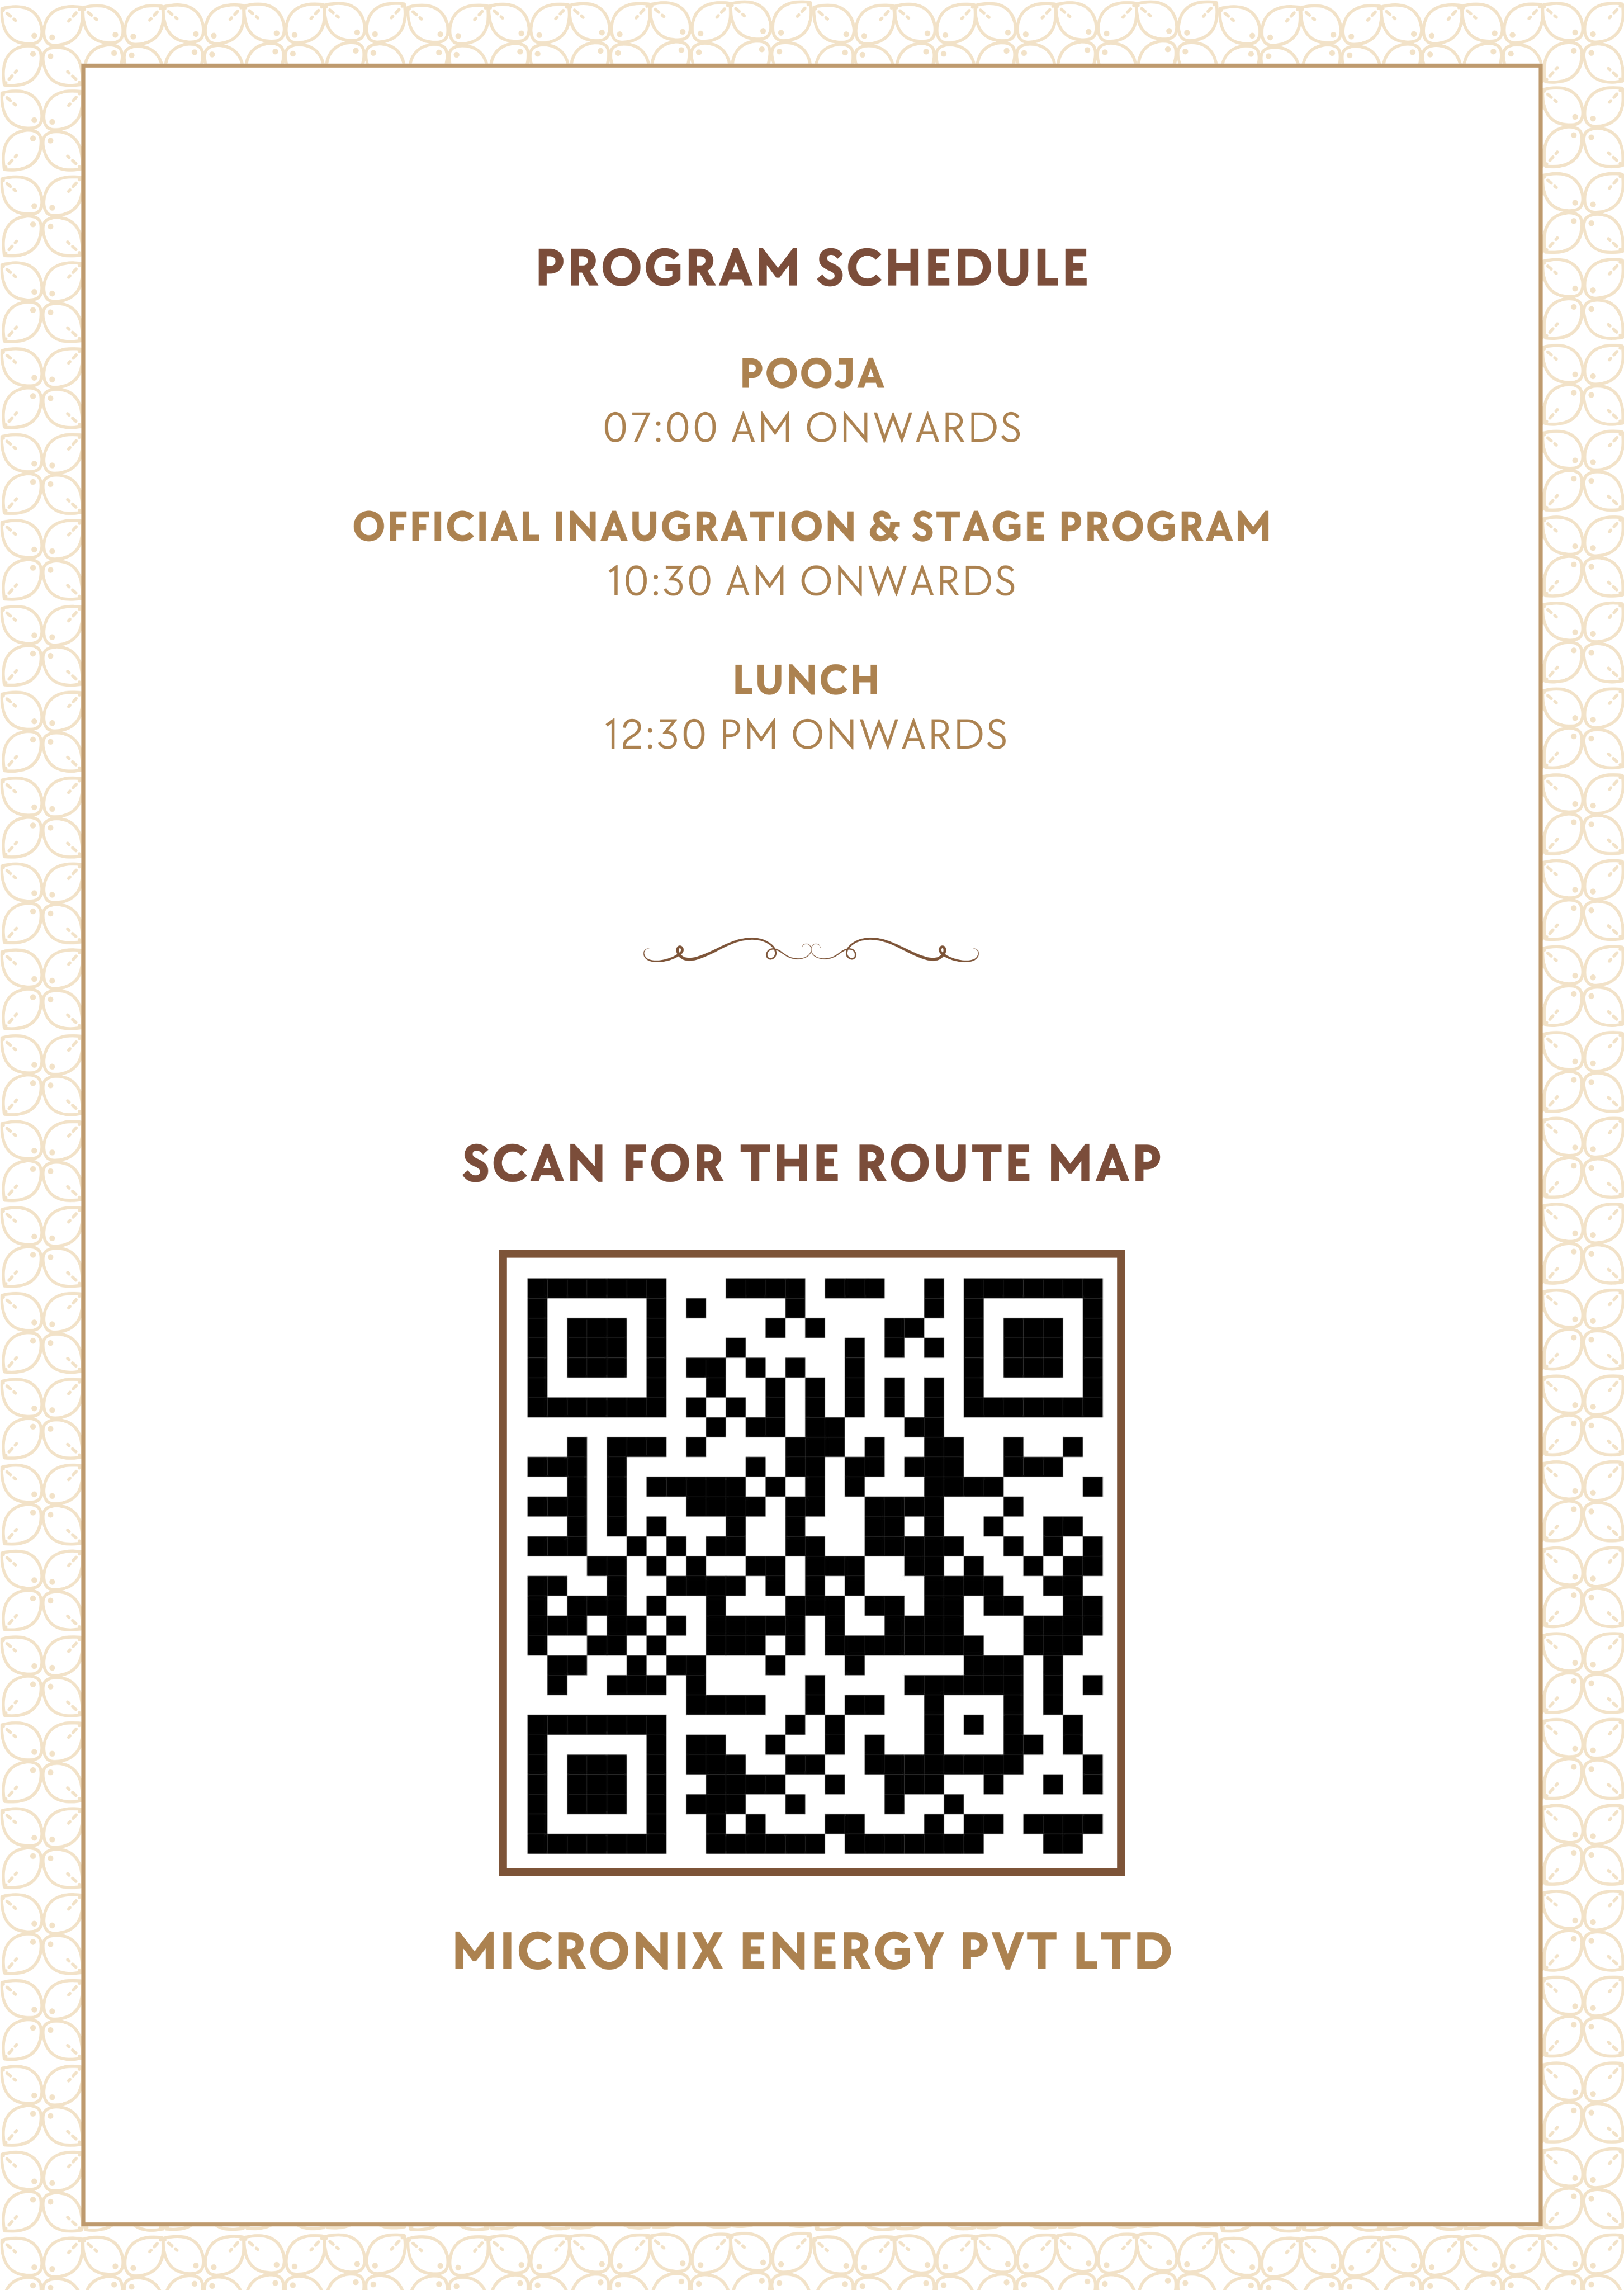 PROGRAM SCHEDULE
POOJA
07:00 AM ONWARDS
OFFICIAL INAUGRATION & STAGE PROGRAM
10:30 AM ONWARDS
LUNCH
12:30 PM ONWARDS
SCAN FOR THE ROUTE MAP
MICRONIX ENERGY PVT LTD